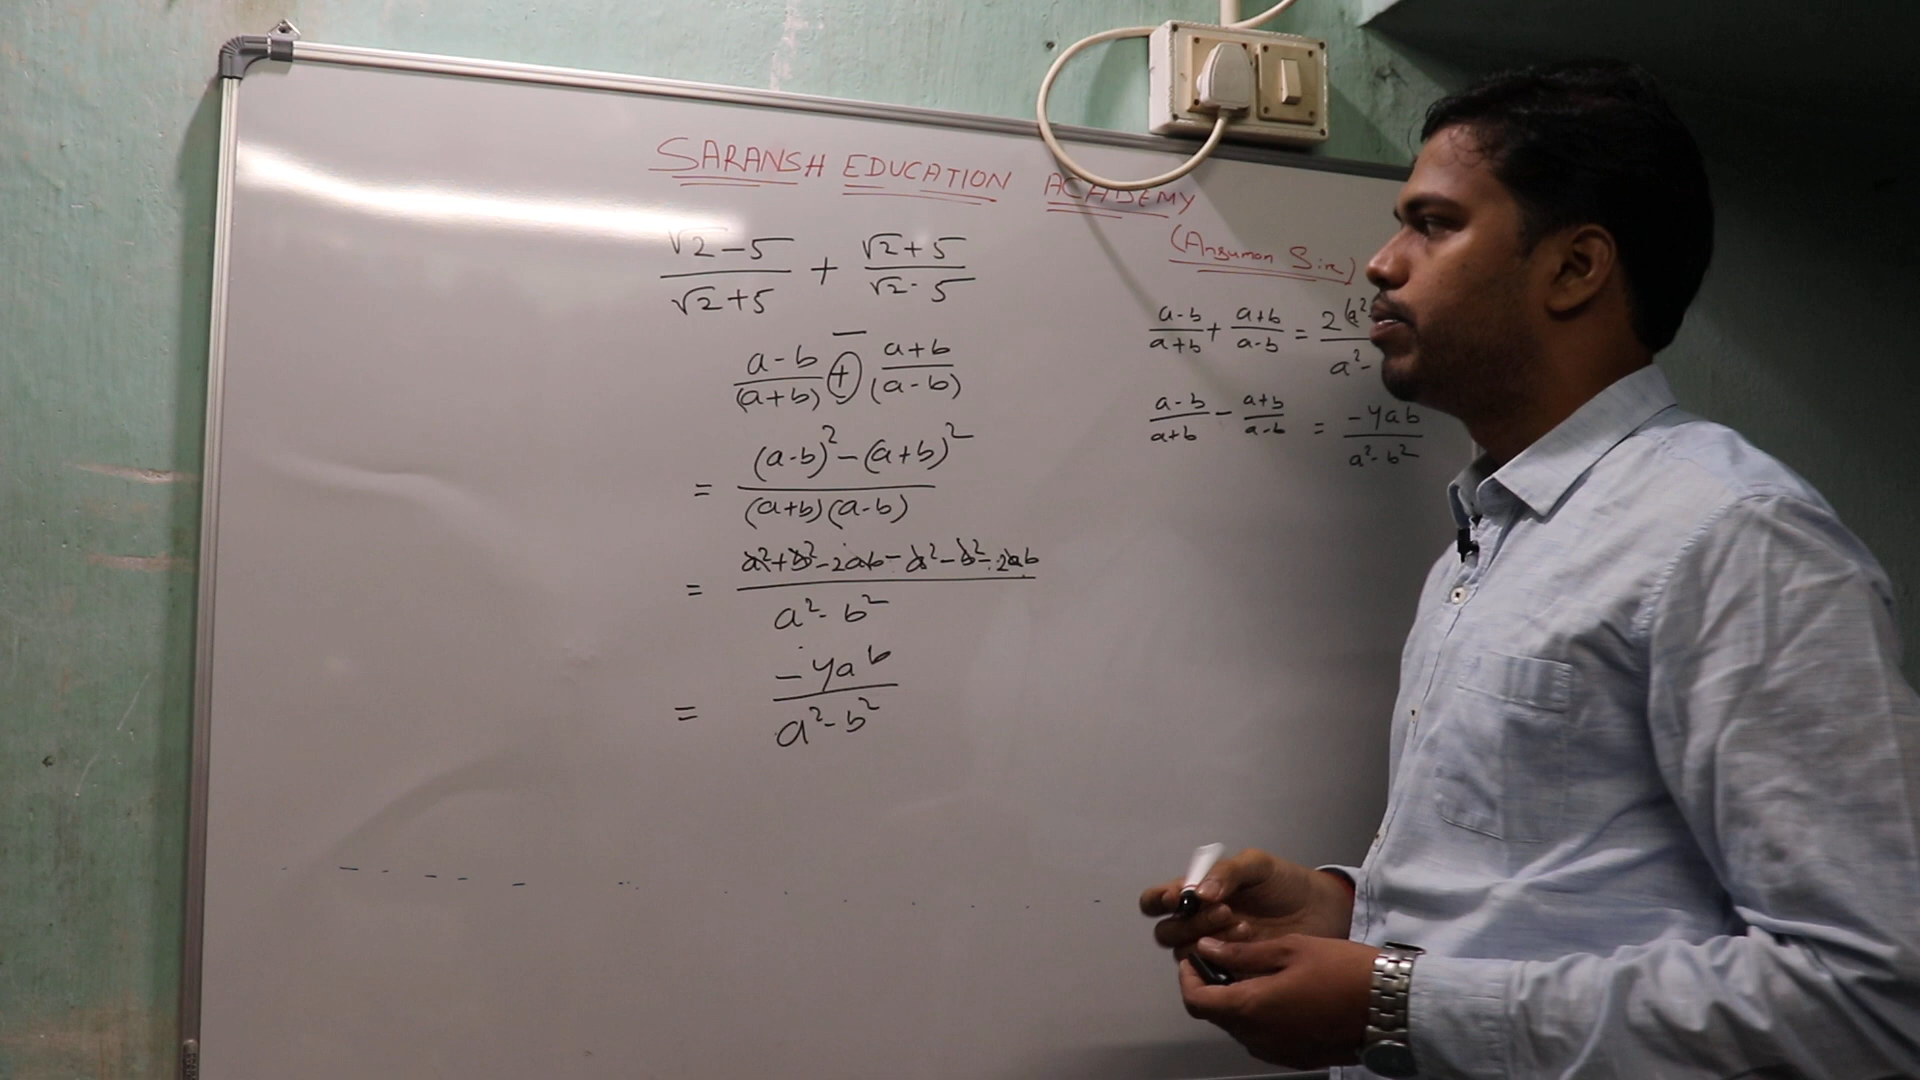 SARANSH EDUCATION ACADEMY
(Anguman Sir)
(√2-5)/(√2+5) + (√2+5)/(√2-5)
(a-b)/(a+b) + (a+b)/(a-b) = 2(a²
a²-
− 
(a-b)/(a+b) + (a+b)/(a-b)
(a-b)/(a+b) - (a+b)/(a-b) = -4ab/(a²-b²)
= ((a-b)²-(a+b)²)/((a+b)(a-b))
= (a²+b²-2ab-a²-b²-2ab)/(a²-b²)
= -4ab/(a²-b²)